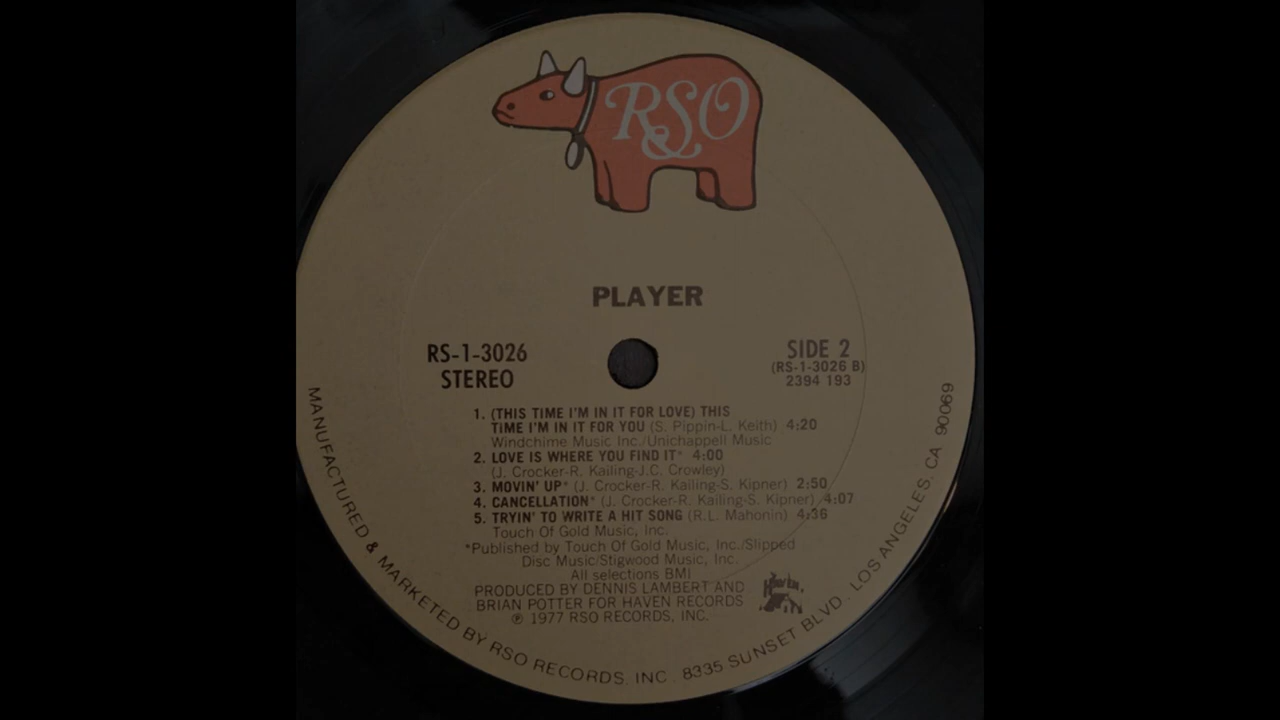 RSO
PLAYER
RS-1-3026
STEREO
SIDE 2
(RS-1-3026 B)
2394 193
1. (THIS TIME I'M IN IT FOR LOVE) THIS
TIME I'M IN IT FOR YOU (S. Pippin-L. Keith) 4:20
Windchime Music Inc./Unichappell Music
2. LOVE IS WHERE YOU FIND IT* 4:00
(J. Crocker-R. Kailing-J.C. Crowley)
3. MOVIN' UP* (J. Crocker-R. Kailing-S. Kipner) 2:50
4. CANCELLATION* (J. Crocker-R. Kailing-S. Kipner) 4:07
5. TRYIN' TO WRITE A HIT SONG (R.L. Mahonin) 4:36
Touch Of Gold Music, Inc.
*Published by Touch Of Gold Music, Inc./Slipped
Disc Music/Stigwood Music, Inc.
All selections BMI
PRODUCED BY DENNIS LAMBERT AND
BRIAN POTTER FOR HAVEN RECORDS
℗ 1977 RSO RECORDS, INC.
MANUFACTURED & MARKETED BY RSO RECORDS, INC. 8335 SUNSET BLVD. LOS ANGELES, CA 90069